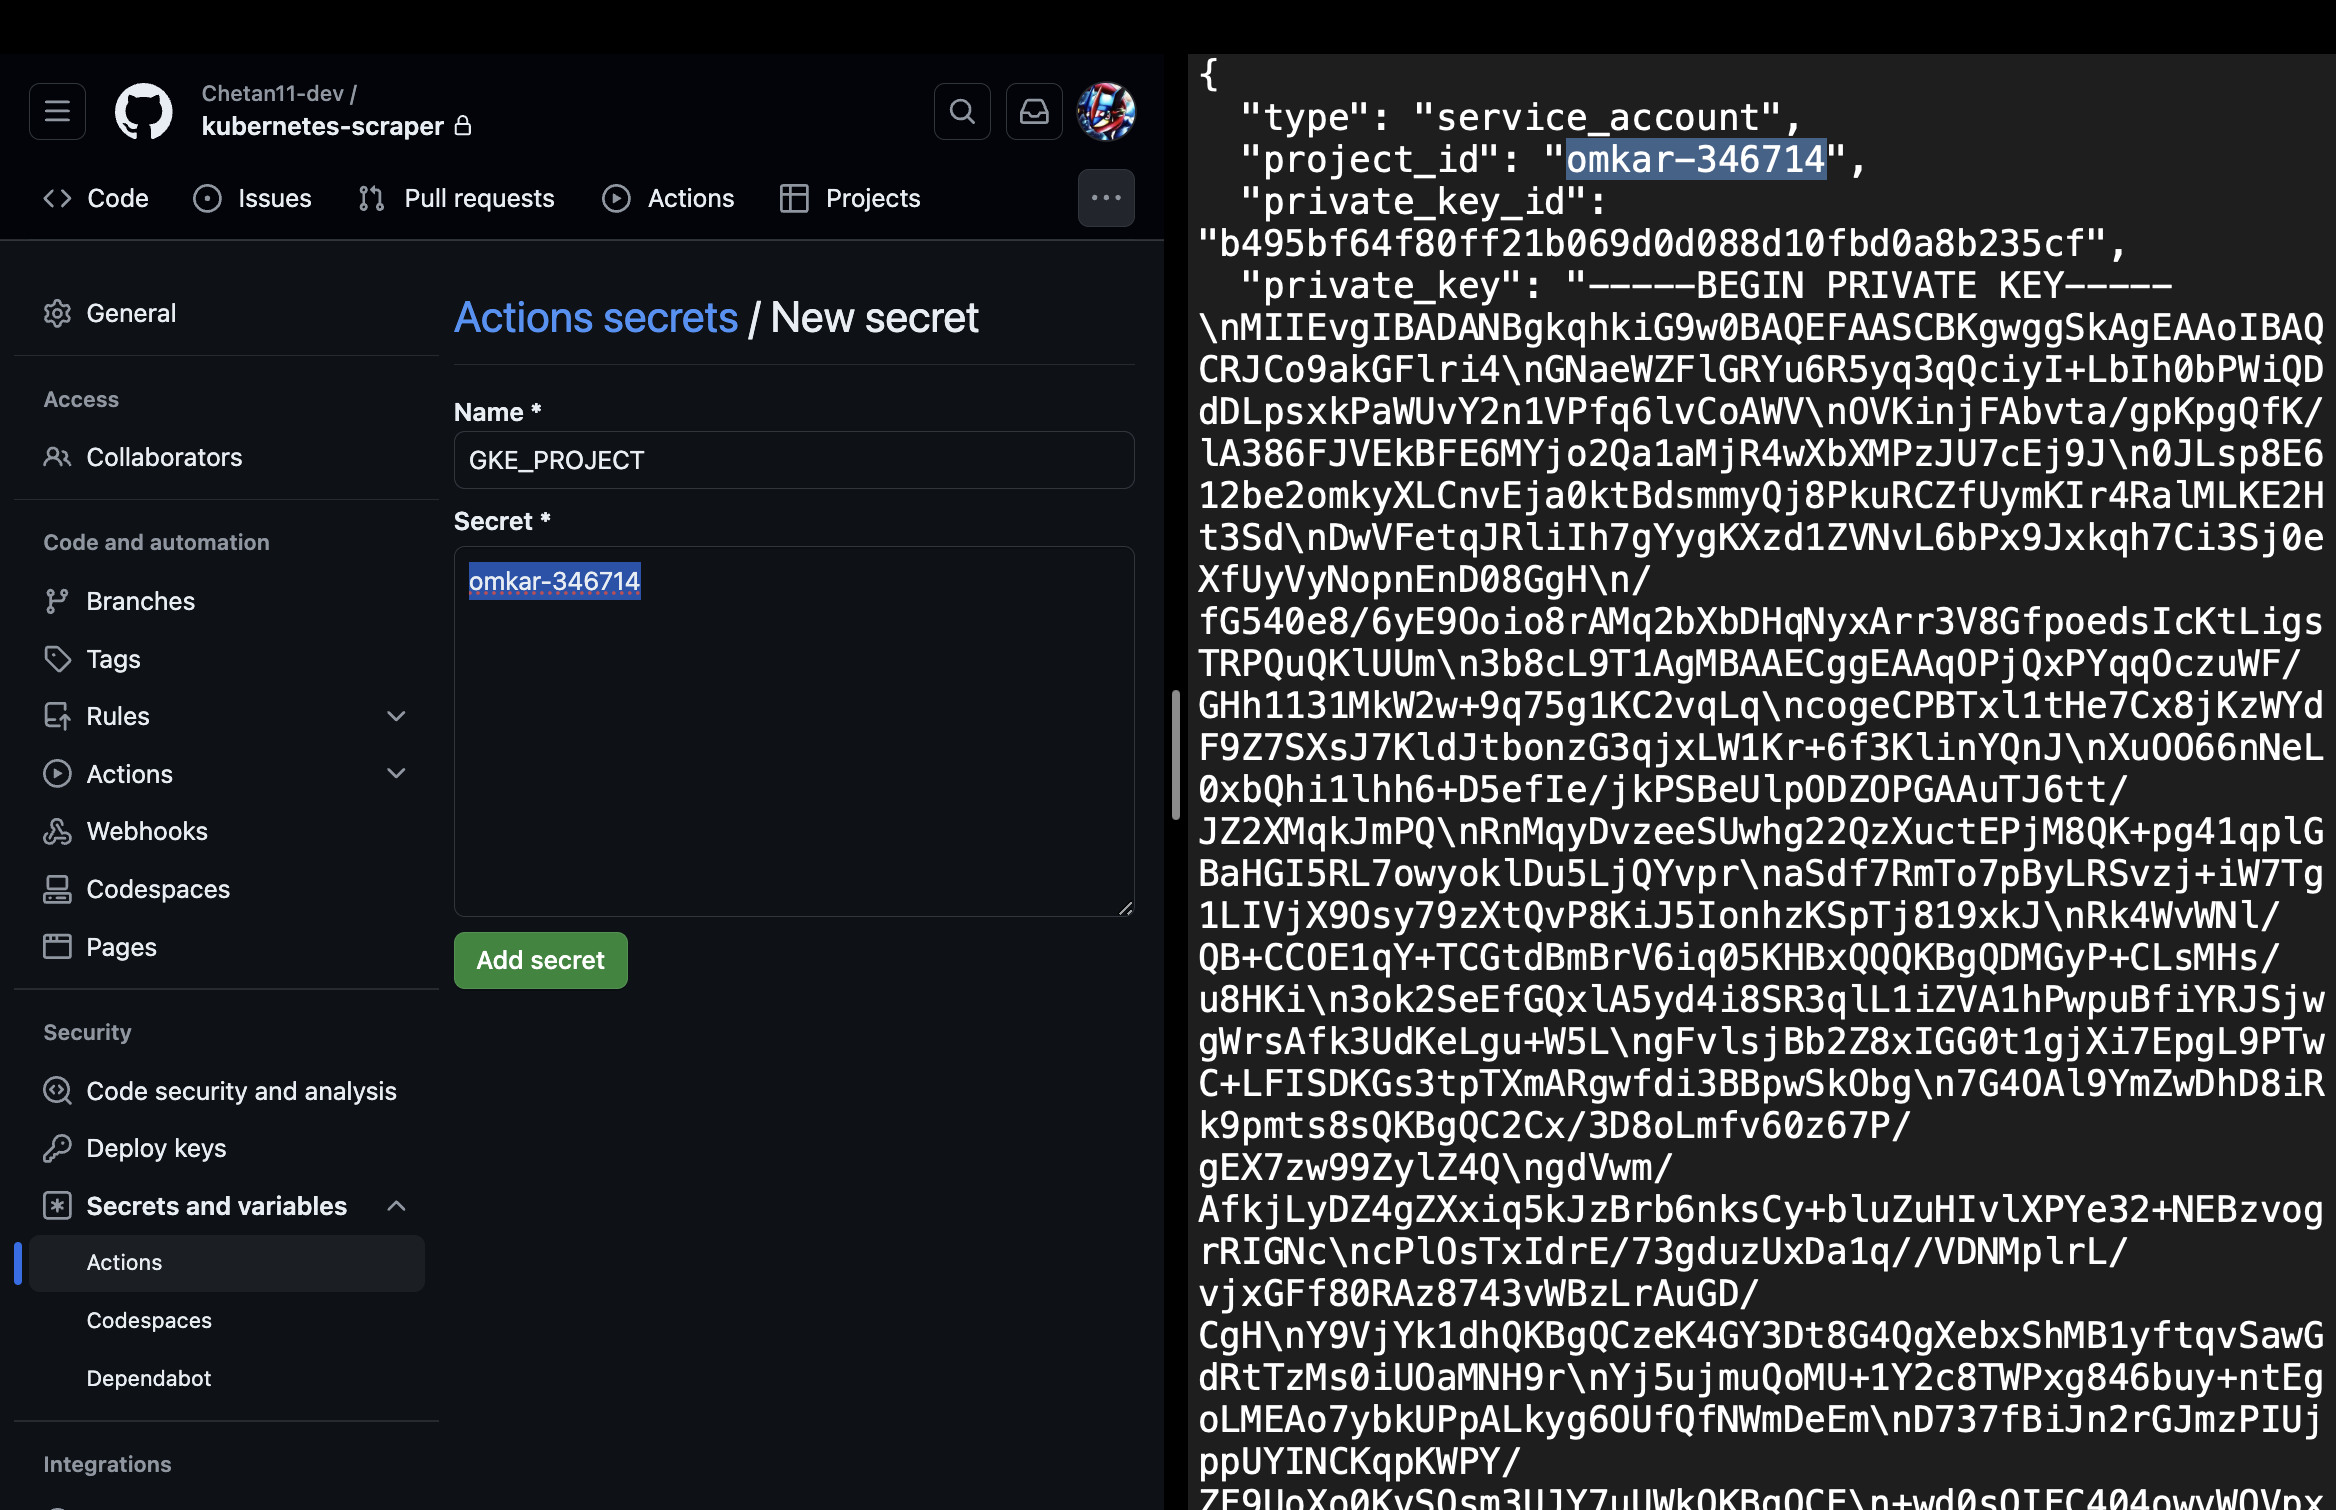 Chetan11-dev /
kubernetes-scraper
Code
Issues
Pull requests
Actions
Projects
General
Access
Collaborators
Code and automation
Branches
Tags
Rules
Actions
Webhooks
Codespaces
Pages
Security
Code security and analysis
Deploy keys
Secrets and variables
Actions
Codespaces
Dependabot
Integrations
Actions secrets / New secret
Name *
GKE_PROJECT
Secret *
omkar-346714
Add secret
{
"type": "service_account",
"project_id": "omkar-346714",
"private_key_id":
"b495bf64f80ff21b069d0d088d10fbd0a8b235cf",
"private_key": "-----BEGIN PRIVATE KEY-----
\nMIIEvgIBADANBgkqhkiG9w0BAQEFAASCBKgwggSkAgEAAoIBAQ
CRJCo9akGFlri4\nGNaeWZFlGRYu6R5yq3qQciyI+LbIh0bPWiQD
dDLpsxkPaWUvY2n1VPfq6lvCoAWV\nOVKinjFAbvta/gpKpgQfK/
lA386FJVEkBFE6MYjo2Qa1aMjR4wXbXMPzJU7cEj9J\n0JLsp8E6
12be2omkyXLCnvEja0ktBdsmmyQj8PkuRCZfUymKIr4RalMLKE2H
t3Sd\nDwVFetqJRliIh7gYygKXzd1ZVNvL6bPx9Jxkqh7Ci3Sj0e
XfUyVyNopnEnD08GgH\n/
fG540e8/6yE9Ooio8rAMq2bXbDHqNyxArr3V8GfpoedsIcKtLigs
TRPQuQKlUUm\n3b8cL9T1AgMBAAECggEAAqOPjQxPYqqOczuWF/
GHh1131MkW2w+9q75g1KC2vqLq\ncogeCPBTxl1tHe7Cx8jKzWYd
F9Z7SXsJ7KldJtbonzG3qjxLW1Kr+6f3KlinYQnJ\nXuOO66nNeL
0xbQhi1lhh6+D5efIe/jkPSBeUlpODZOPGAAuTJ6tt/
JZ2XMqkJmPQ\nRnMqyDvzeeSUwhg22QzXuctEPjM8QK+pg41qplG
BaHGI5RL7owyoklDu5LjQYvpr\naSdf7RmTo7pByLRSvzj+iW7Tg
1LIVjX9Osy79zXtQvP8KiJ5IonhzKSpTj819xkJ\nRk4WvWNl/
QB+CCOE1qY+TCGtdBmBrV6iq05KHBxQQQKBgQDMGyP+CLsMHs/
u8HKi\n3ok2SeEfGQxlA5yd4i8SR3qlL1iZVA1hPwpuBfiYRJSjw
gWrsAfk3UdKeLgu+W5L\ngFvlsjBb2Z8xIGG0t1gjXi7EpgL9PTw
C+LFISDKGs3tpTXmARgwfdi3BBpwSkObg\n7G4OAl9YmZwDhD8iR
k9pmts8sQKBgQC2Cx/3D8oLmfv60z67P/
gEX7zw99ZylZ4Q\ngdVwm/
AfkjLyDZ4gZXxiq5kJzBrb6nksCy+bluZuHIvlXPYe32+NEBzvog
rRIGNc\ncPlOsTxIdrE/73gduzUxDa1q//VDNMplrL/
vjxGFf80RAz8743vWBzLrAuGD/
CgH\nY9VjYk1dhQKBgQCzeK4GY3Dt8G4QgXebxShMB1yftqvSawG
dRtTzMs0iUOaMNH9r\nYj5ujmuQoMU+1Y2c8TWPxg846buy+ntEg
oLMEAo7ybkUPpALkyg6OUfQfNWmDeEm\nD737fBiJn2rGJmzPIUj
ppUYINCKqpKWPY/